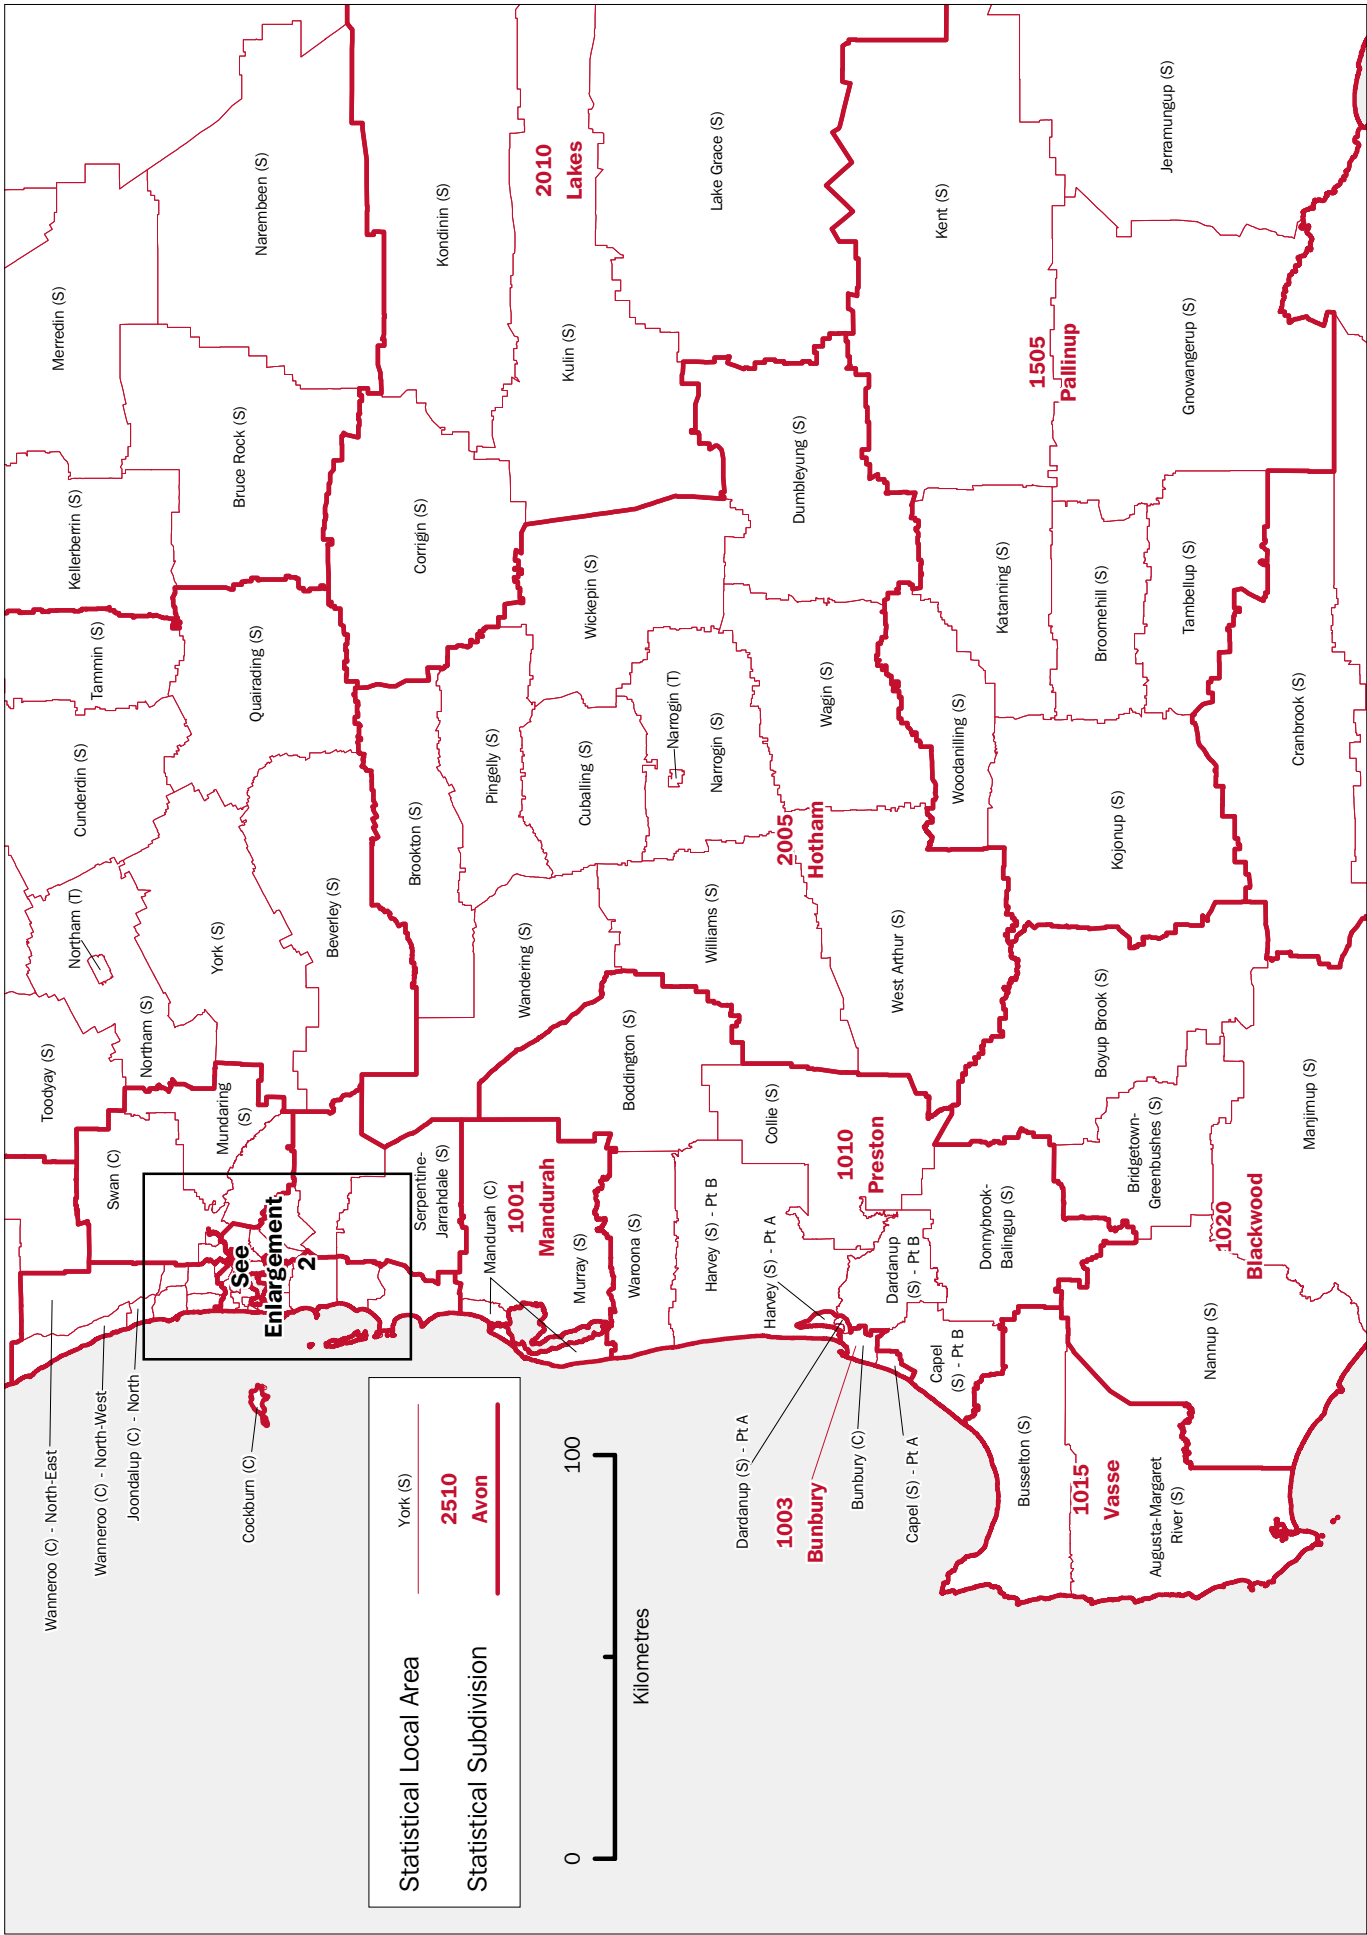 Wanneroo (C) - North-East
Wanneroo (C) - North-West
Joondalup (C) - North
Cockburn (C)
Statistical Local Area
York (S)
Statistical Subdivision
2510
Avon
0
100
Kilometres
See
Enlargement
2
Toodyay (S)
Northam (T)
Northam (S)
Cunderdin (S)
Tammin (S)
Kellerberrin (S)
Merredin (S)
Swan (C)
Mundaring
(S)
York (S)
Quairading (S)
Bruce Rock (S)
Narembeen (S)
Beverley (S)
Serpentine-
Jarrahdale (S)
Brookton (S)
Corrigin (S)
Kondinin (S)
Mandurah (C)
1001
Mandurah
Murray (S)
Wandering (S)
Pingelly (S)
Cuballing (S)
Wickepin (S)
Kulin (S)
2010
Lakes
Waroona (S)
Boddington (S)
Narrogin (T)
Narrogin (S)
Williams (S)
Harvey (S) - Pt B
Lake Grace (S)
Dardanup (S) - Pt A
Harvey (S) - Pt A
Collie (S)
2005
Hotham
Wagin (S)
Dumbleyung (S)
1003
Bunbury
Bunbury (C)
Capel (S) - Pt A
1010
Preston
Dardanup
(S) - Pt B
Capel
(S) - Pt B
West Arthur (S)
Woodanilling (S)
Katanning (S)
Kent (S)
Donnybrook-
Balingup (S)
Busselton (S)
1505
Pallinup
1015
Vasse
Augusta-Margaret
River (S)
Boyup Brook (S)
Kojonup (S)
Broomehill (S)
Tambellup (S)
Gnowangerup (S)
Jerramungup (S)
Bridgetown-
Greenbushes (S)
Nannup (S)
1020
Blackwood
Manjimup (S)
Cranbrook (S)